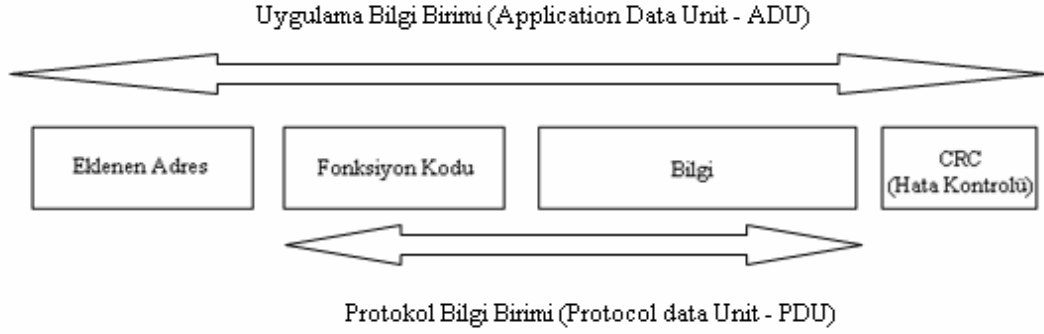 Uygulama Bilgi Birimi (Application Data Unit - ADU)
Eklenen Adres
Fonksiyon Kodu
Bilgi
CRC
(Hata Kontrolü)
Protokol Bilgi Birimi (Protocol data Unit - PDU)